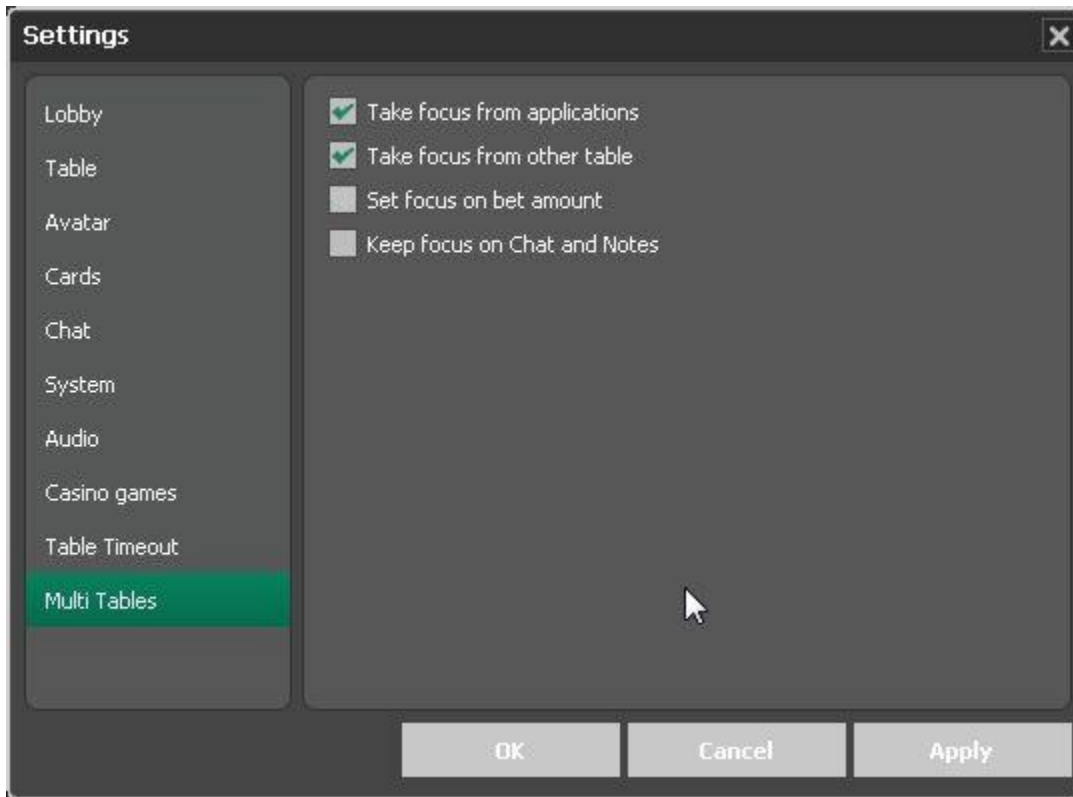 Settings
Lobby
Table
Avatar
Cards
Chat
System
Audio
Casino games
Table Timeout
Multi Tables
Take focus from applications
Take focus from other table
Set focus on bet amount
Keep focus on Chat and Notes
OK
Cancel
Apply